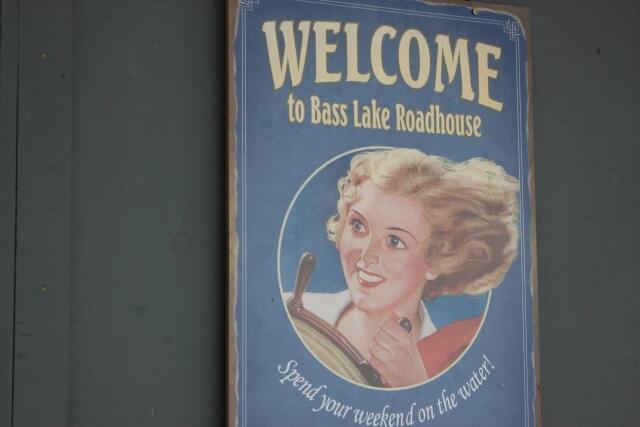 WELCOME
to Bass Lake Roadhouse
Spend your weekend on the water!